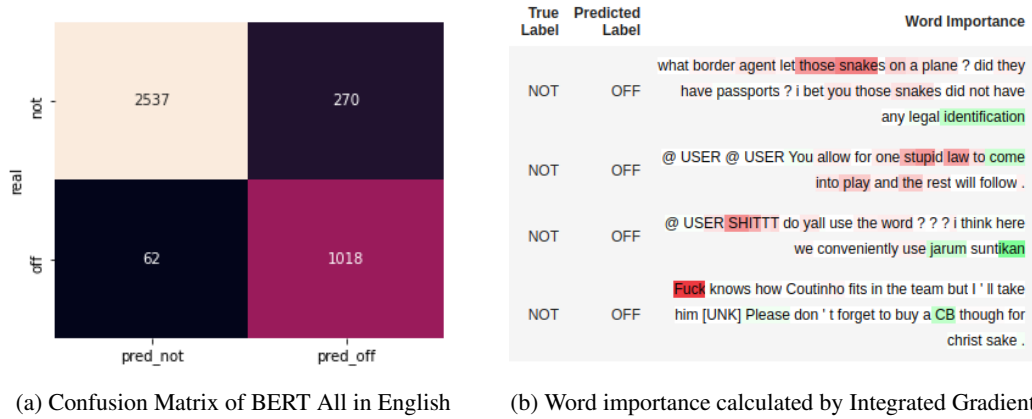 not
2537
270
real
off
62
1018
pred_not
pred_off
(a) Confusion Matrix of BERT All in English
True Label
Predicted Label
Word Importance
NOT
OFF
what border agent let those snakes on a plane ? did they
have passports ? i bet you those snakes did not have
any legal identification
NOT
OFF
@ USER @ USER You allow for one stupid law to come
into play and the rest will follow .
NOT
OFF
@ USER SHITTT do yall use the word ? ? ? i think here
we conveniently use jarum suntikan
NOT
OFF
Fuck knows how Coutinho fits in the team but I ' ll take
him [UNK] Please don ' t forget to buy a CB though for
christ sake .
(b) Word importance calculated by Integrated Gradien